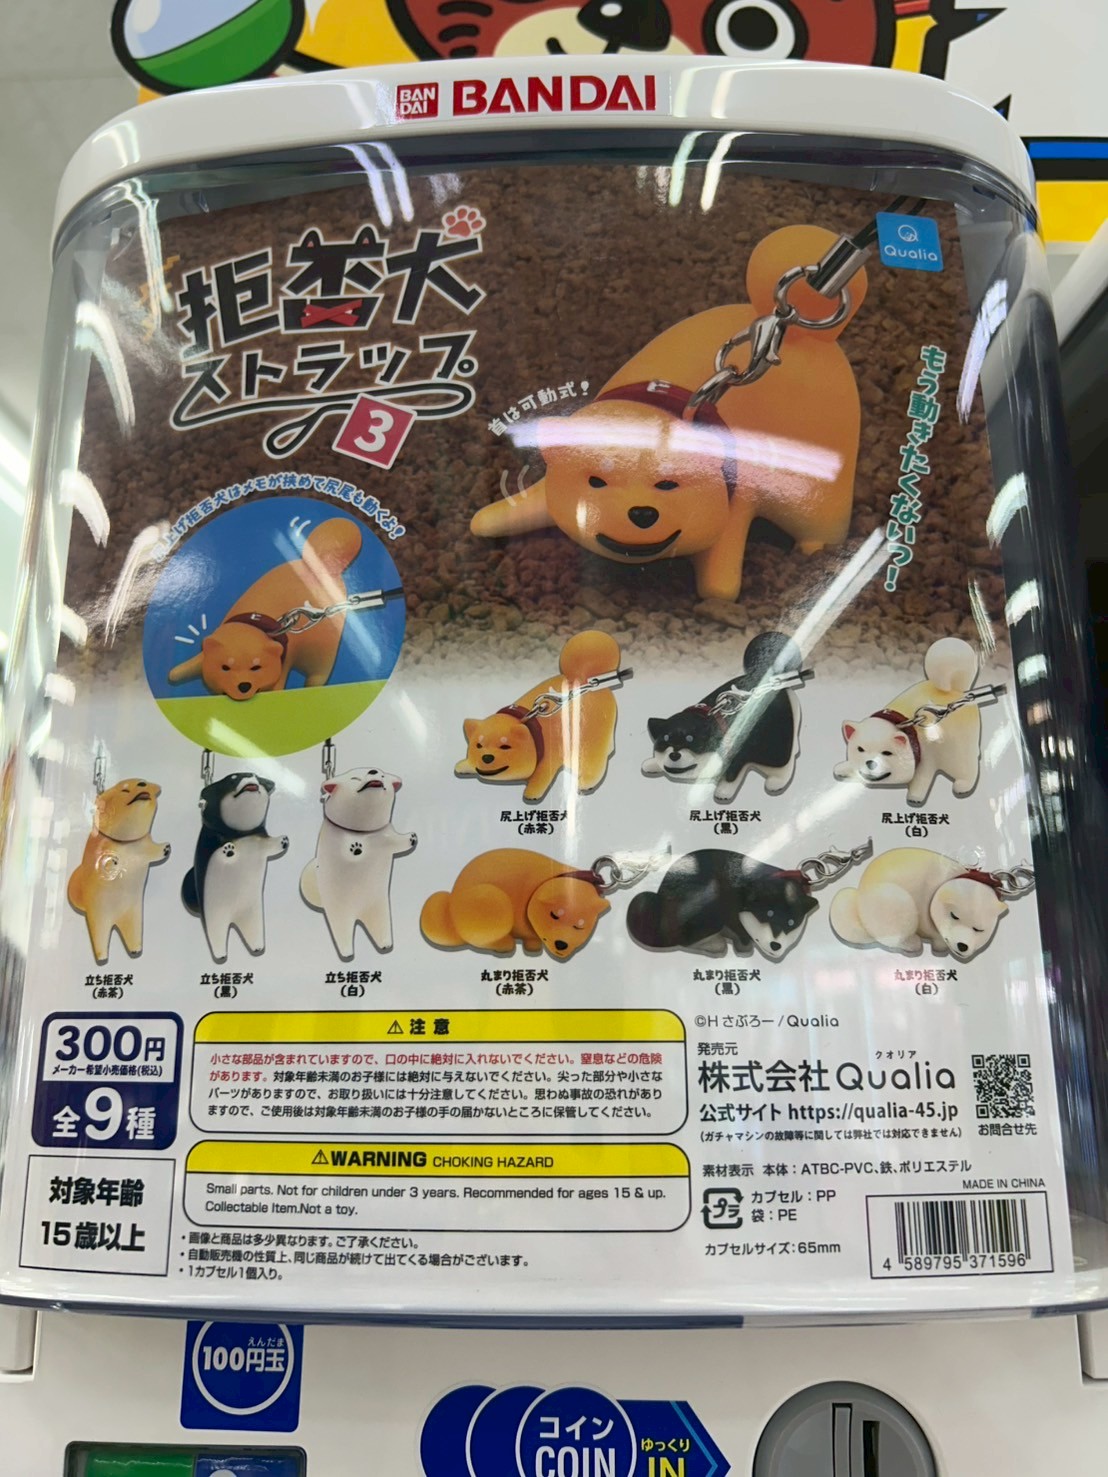 BAN
DAI
BANDAI
Qualia
拒否犬
ストラップ
3
首は可動式!
もう動きたくないっ!
上げ拒否犬はメモが挟めて尻尾も動くよ!
尻上げ拒否犬
(赤茶)
尻上げ拒否犬
(黒)
尻上げ拒否犬
(白)
立ち拒否犬
(赤茶)
立ち拒否犬
(黒)
立ち拒否犬
(白)
丸まり拒否犬
(赤茶)
丸まり拒否犬
(黒)
丸まり拒否犬
(白)
300円
メーカー希望小売価格(税込)
全9種
対象年齢
15歳以上
⚠注意
小さな部品が含まれていますので、口の中に絶対に入れないでください。窒息などの危険
があります。対象年齢未満のお子様には絶対に与えないでください。尖った部分や小さな
パーツがありますので、お取り扱いには十分注意してください。思わぬ事故の恐れがあり
ますので、ご使用後は対象年齢未満のお子様の手の届かないところに保管してください。
⚠WARNING CHOKING HAZARD
Small parts. Not for children under 3 years. Recommended for ages 15 & up.
Collectable Item.Not a toy.
・画像と商品は多少異なります。ご了承ください。
・自動販売機の性質上、同じ商品が続けて出てくる場合がございます。
・1カプセル1個入り。
©Hさぶろー/Qualia
発売元
クオリア
株式会社Qualia
公式サイト https://qualia-45.jp
(ガチャマシンの故障等に関しては弊社では対応できません)
お問合せ先
素材表示 本体:ATBC-PVC、鉄、ポリエステル
MADE IN CHINA
プラ
カプセル:PP
袋:PE
カプセルサイズ:65mm
4 589795 371596
えんだま
100円玉
コイン
COIN
ゆっくり
IN